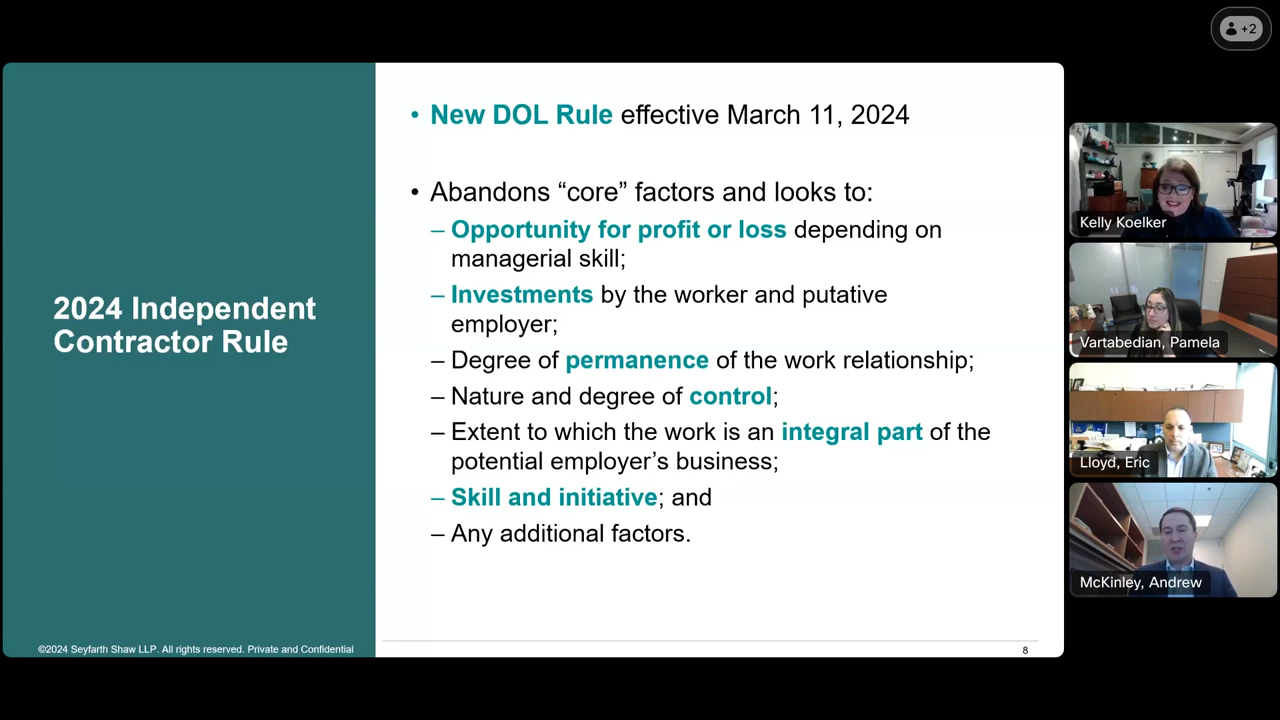 +2
2024 Independent
Contractor Rule
• New DOL Rule effective March 11, 2024
• Abandons “core” factors and looks to:
– Opportunity for profit or loss depending on
managerial skill;
– Investments by the worker and putative
employer;
– Degree of permanence of the work relationship;
– Nature and degree of control;
– Extent to which the work is an integral part of the
potential employer’s business;
– Skill and initiative; and
– Any additional factors.
©2024 Seyfarth Shaw LLP. All rights reserved. Private and Confidential
8
Kelly Koelker
Vartabedian, Pamela
Lloyd, Eric
McKinley, Andrew